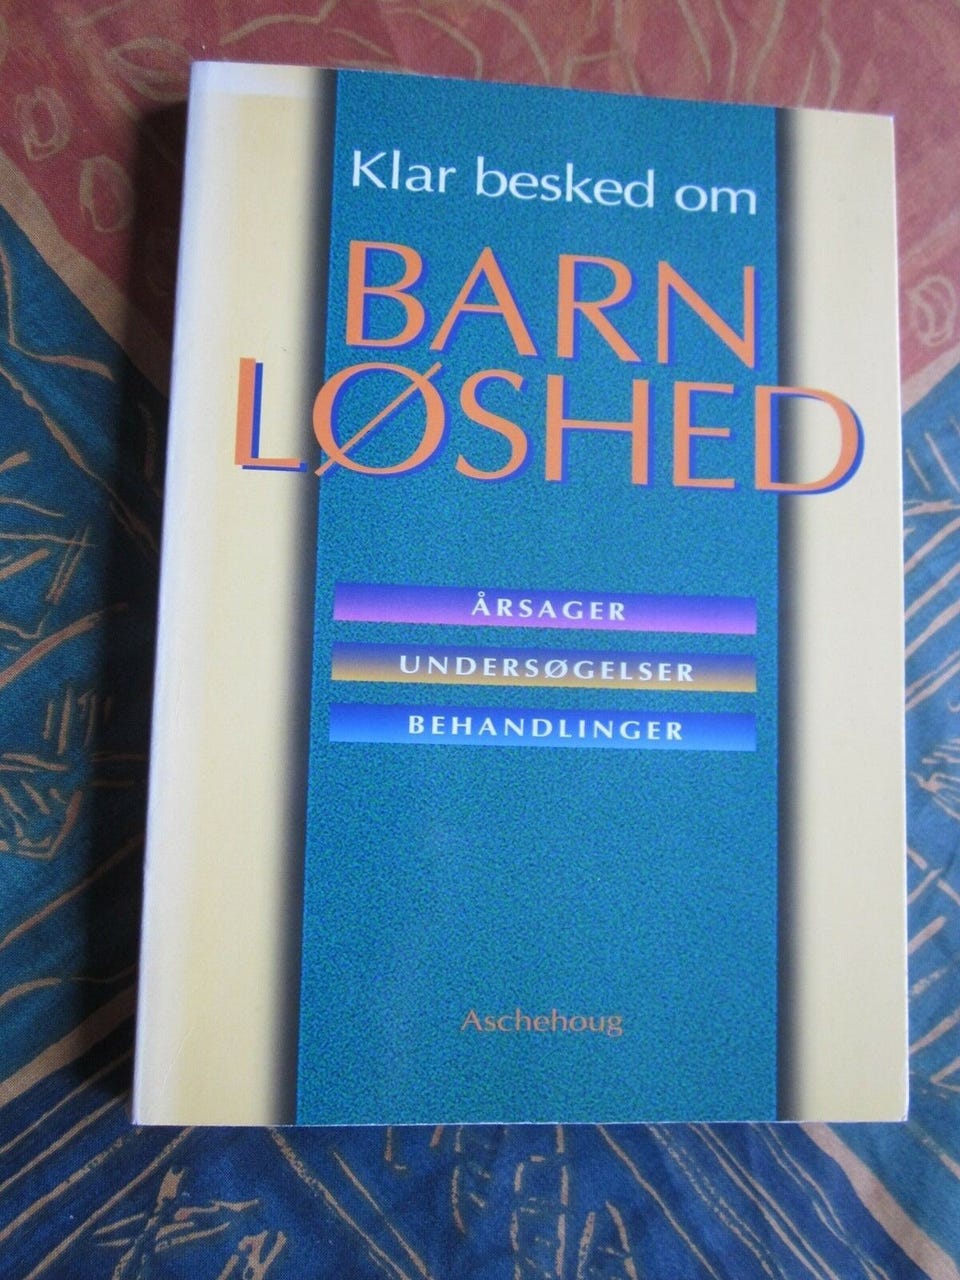 Klar besked om
BARN
LØSHED
ÅRSAGER
UNDERSØGELSER
BEHANDLINGER
Aschehoug